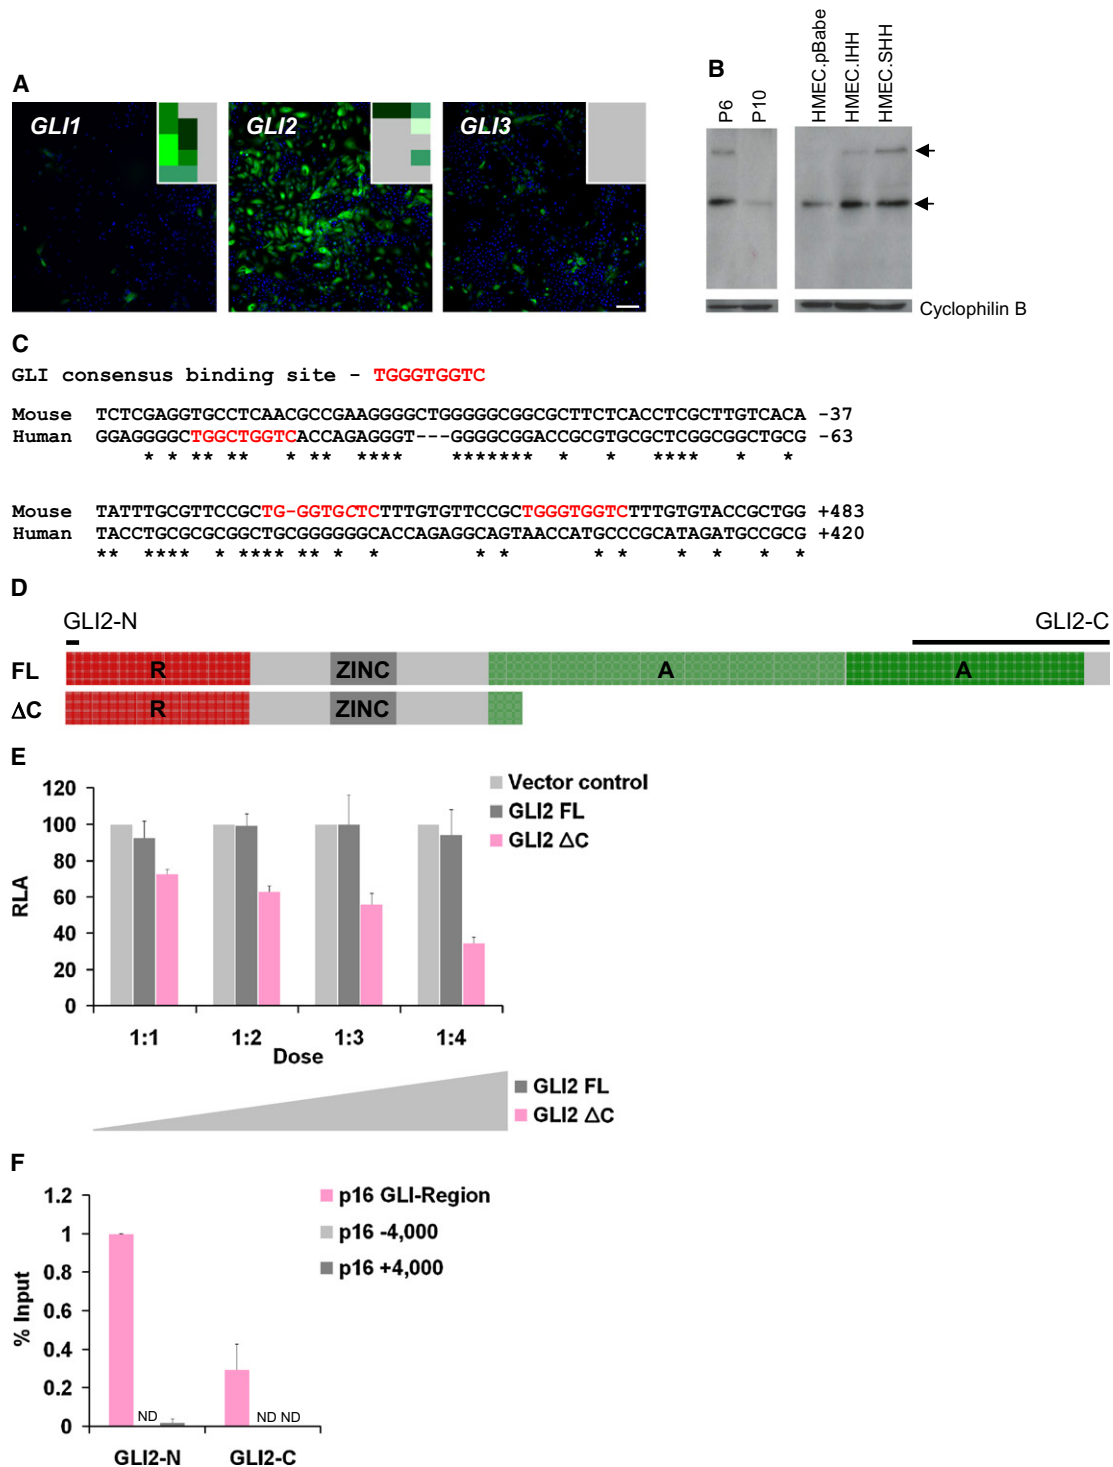 A
GLI1
GLI2
GLI3
B
P6
P10
HMEC.pBabe
HMEC.IHH
HMEC.SHH
Cyclophilin B
C
GLI consensus binding site - TGGGTGGTC
Mouse TCTCGAGGTGCCTCAACGCCGAAGGGGCTGGGGGCGGCGCTTCTCACCTCGCTTGTCACA -37
Human GGAGGGGCTGGCTGGTCACCAGAGGGT---GGGGCGGACCGCGTGCGCTCGGCGGCTGCG -63
* * ** ** * ** **** ******* * * **** * *
Mouse TATTTGCGTTCCGCTG-GGTGCTCTTTGTGTTCCGCTGGGTGGTCTTTGTGTACCGCTGG +483
Human TACCTGCGCGCGGCTGCGGGGGGCACCAGAGGCAGTAACCATGCCCGCATAGATGCCGCG +420
** **** * **** ** * * * * * * * * *
D
GLI2-N
GLI2-C
FL R ZINC A A
ΔC R ZINC
E
120
100
80
60
40
20
0
RLA
Vector control
GLI2 FL
GLI2 ΔC
1:1 1:2 1:3 1:4
Dose
GLI2 FL
GLI2 ΔC
F
1.2
1
0.8
0.6
0.4
0.2
0
% Input
p16 GLI-Region
p16 -4,000
p16 +4,000
ND
ND ND
GLI2-N GLI2-C